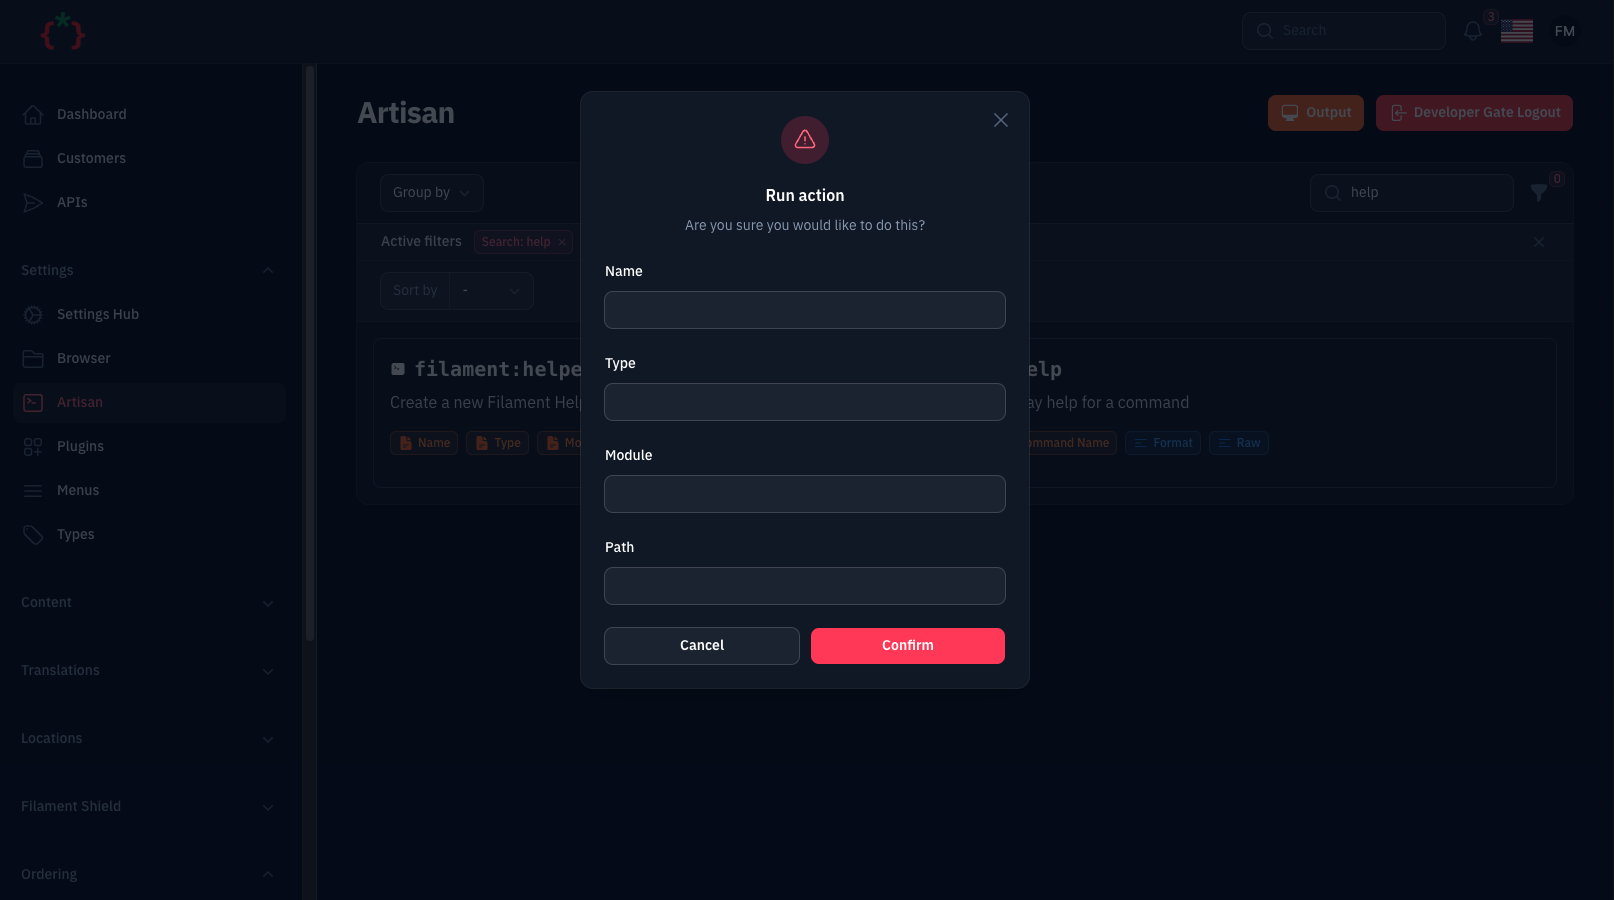 Search
3
FM
Dashboard
Customers
APIs
Settings
Settings Hub
Browser
Artisan
Plugins
Menus
Types
Content
Translations
Locations
Filament Shield
Ordering
Artisan
Output
Developer Gate Logout
Group by
help
0
Active filters
Search: help
Sort by
-
filament:helpe
Create a new Filament Help
Name
Type
Mo
elp
ay help for a command
ommand Name
Format
Raw
Run action
Are you sure you would like to do this?
Name
Type
Module
Path
Cancel
Confirm